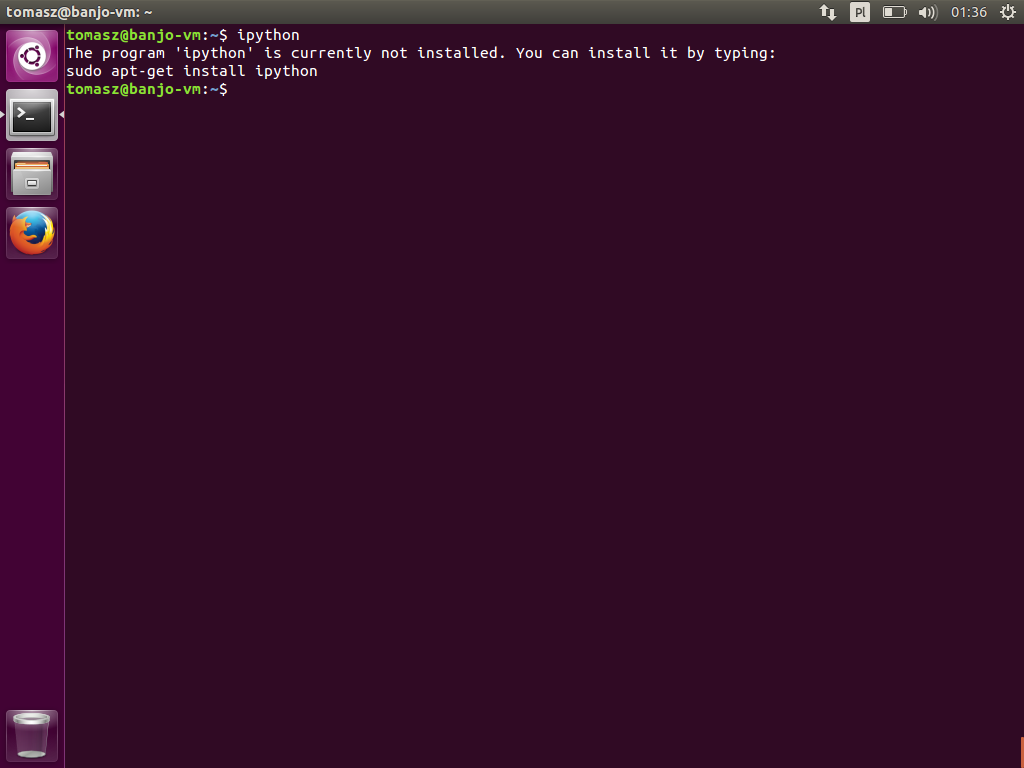 tomasz@banjo-vm: ~
Pl
01:36
tomasz@banjo-vm:~$ ipython
The program 'ipython' is currently not installed. You can install it by typing:
sudo apt-get install ipython
tomasz@banjo-vm:~$